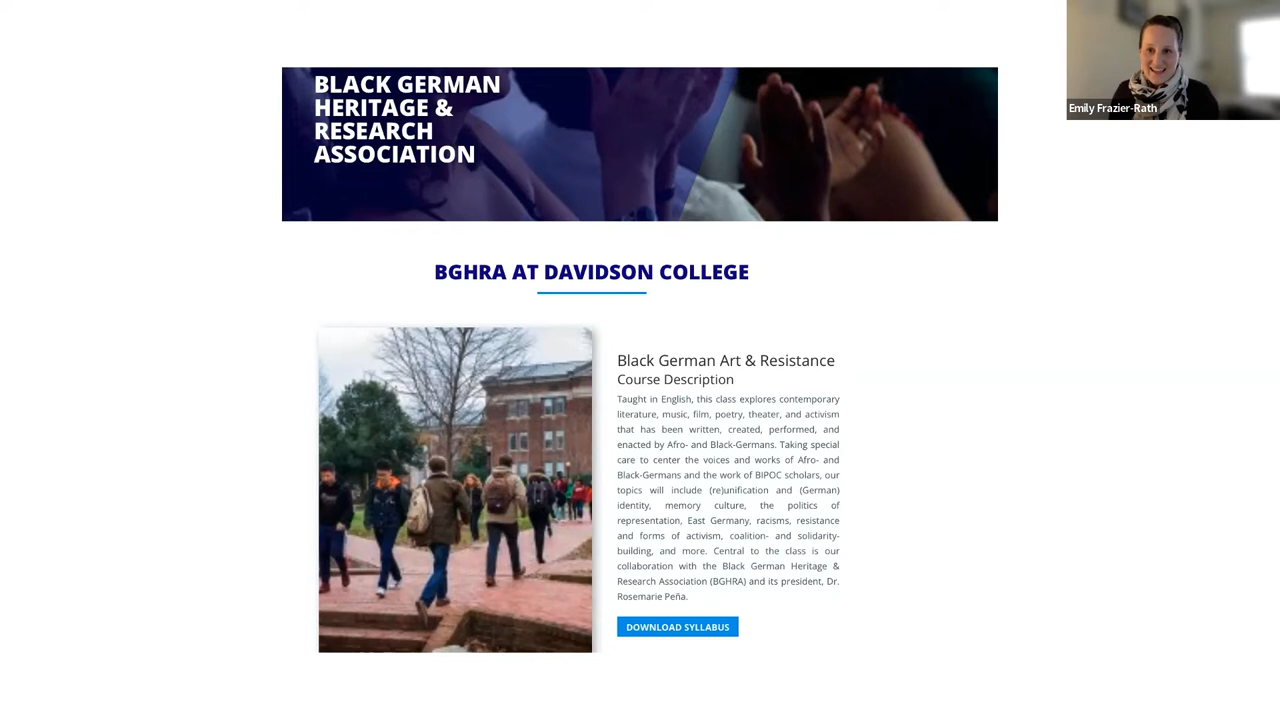 BLACK GERMAN
HERITAGE &
RESEARCH
ASSOCIATION
Emily Frazier-Rath
BGHRA AT DAVIDSON COLLEGE
Black German Art & Resistance
Course Description
Taught in English, this class explores contemporary
literature, music, film, poetry, theater, and activism
that has been written, created, performed, and
enacted by Afro- and Black-Germans. Taking special
care to center the voices and works of Afro- and
Black-Germans and the work of BIPOC scholars, our
topics will include (re)unification and (German)
identity, memory culture, the politics of
representation, East Germany, racisms, resistance
and forms of activism, coalition- and solidarity-
building, and more. Central to the class is our
collaboration with the Black German Heritage &
Research Association (BGHRA) and its president, Dr.
Rosemarie Peña.
DOWNLOAD SYLLABUS